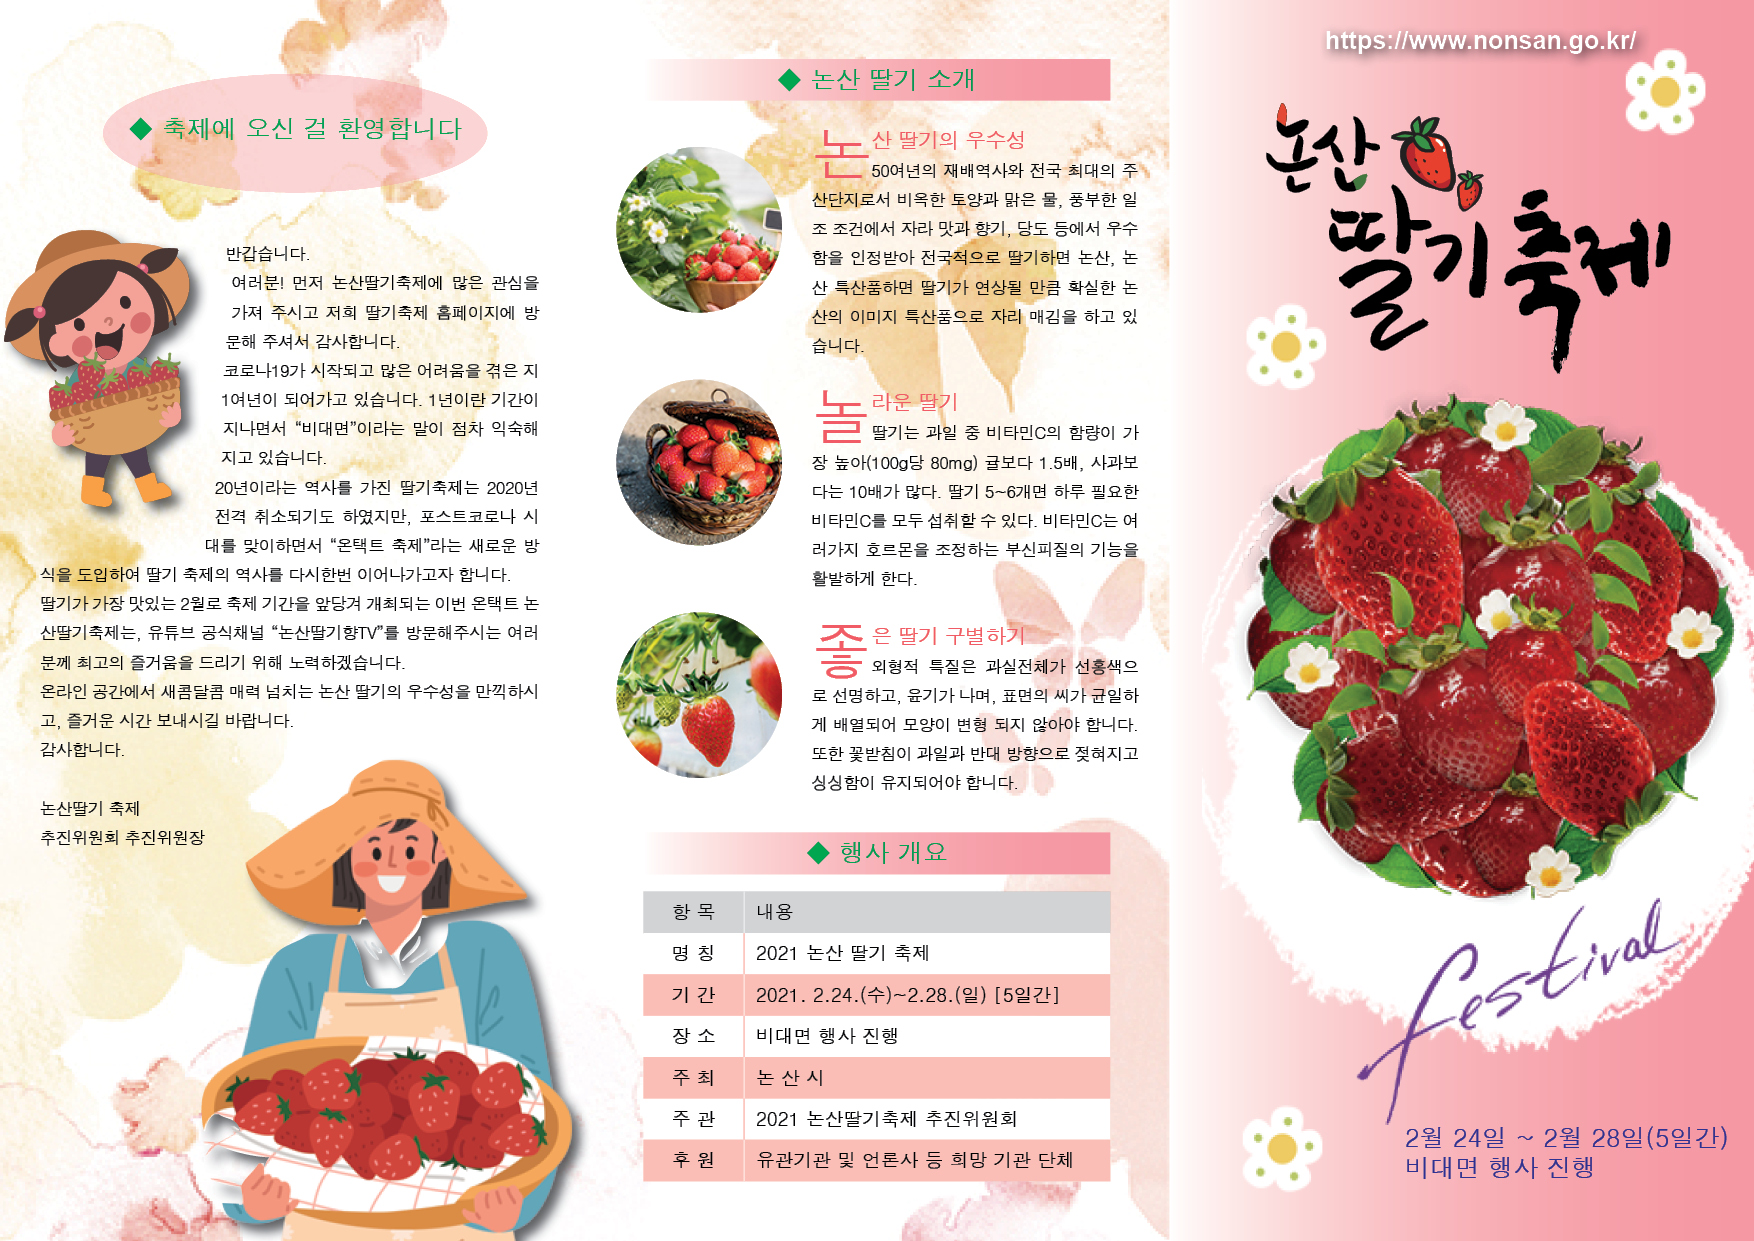 ◆ 축제에 오신 걸 환영합니다
반갑습니다.
여러분! 먼저 논산딸기축제에 많은 관심을
가져 주시고 저희 딸기축제 홈페이지에 방
문해 주셔서 감사합니다.
코로나19가 시작되고 많은 어려움을 겪은 지
1여년이 되어가고 있습니다. 1년이란 기간이
지나면서 “비대면”이라는 말이 점차 익숙해
지고 있습니다.
20년이라는 역사를 가진 딸기축제는 2020년
전격 취소되기도 하였지만, 포스트코로나 시
대를 맞이하면서 “온택트 축제”라는 새로운 방
식을 도입하여 딸기 축제의 역사를 다시한번 이어나가고자 합니다.
딸기가 가장 맛있는 2월로 축제 기간을 앞당겨 개최되는 이번 온택트 논
산딸기축제는, 유튜브 공식채널 “논산딸기향TV”를 방문해주시는 여러
분께 최고의 즐거움을 드리기 위해 노력하겠습니다.
온라인 공간에서 새콤달콤 매력 넘치는 논산 딸기의 우수성을 만끽하시
고, 즐거운 시간 보내시길 바랍니다.
감사합니다.
논산딸기 축제
추진위원회 추진위원장
◆ 논산 딸기 소개
논산 딸기의 우수성
50여년의 재배역사와 전국 최대의 주
산단지로서 비옥한 토양과 맑은 물, 풍부한 일
조 조건에서 자라 맛과 향기, 당도 등에서 우수
함을 인정받아 전국적으로 딸기하면 논산, 논
산 특산품하면 딸기가 연상될 만큼 확실한 논
산의 이미지 특산품으로 자리 매김을 하고 있
습니다.
놀라운 딸기
딸기는 과일 중 비타민C의 함량이 가
장 높아(100g당 80mg) 귤보다 1.5배, 사과보
다는 10배가 많다. 딸기 5~6개면 하루 필요한
비타민C를 모두 섭취할 수 있다. 비타민C는 여
러가지 호르몬을 조정하는 부신피질의 기능을
활발하게 한다.
좋은 딸기 구별하기
외형적 특질은 과실전체가 선홍색으
로 선명하고, 윤기가 나며, 표면의 씨가 균일하
게 배열되어 모양이 변형 되지 않아야 합니다.
또한 꽃받침이 과일과 반대 방향으로 젖혀지고
싱싱함이 유지되어야 합니다.
◆ 행사 개요
항 목 내용
명 칭 2021 논산 딸기 축제
기 간 2021. 2.24.(수)~2.28.(일) [5일간]
장 소 비대면 행사 진행
주 최 논 산 시
주 관 2021 논산딸기축제 추진위원회
후 원 유관기관 및 언론사 등 희망 기관 단체
https://www.nonsan.go.kr/
논산
딸기축제
festival
2월 24일 ~ 2월 28일(5일간)
비대면 행사 진행